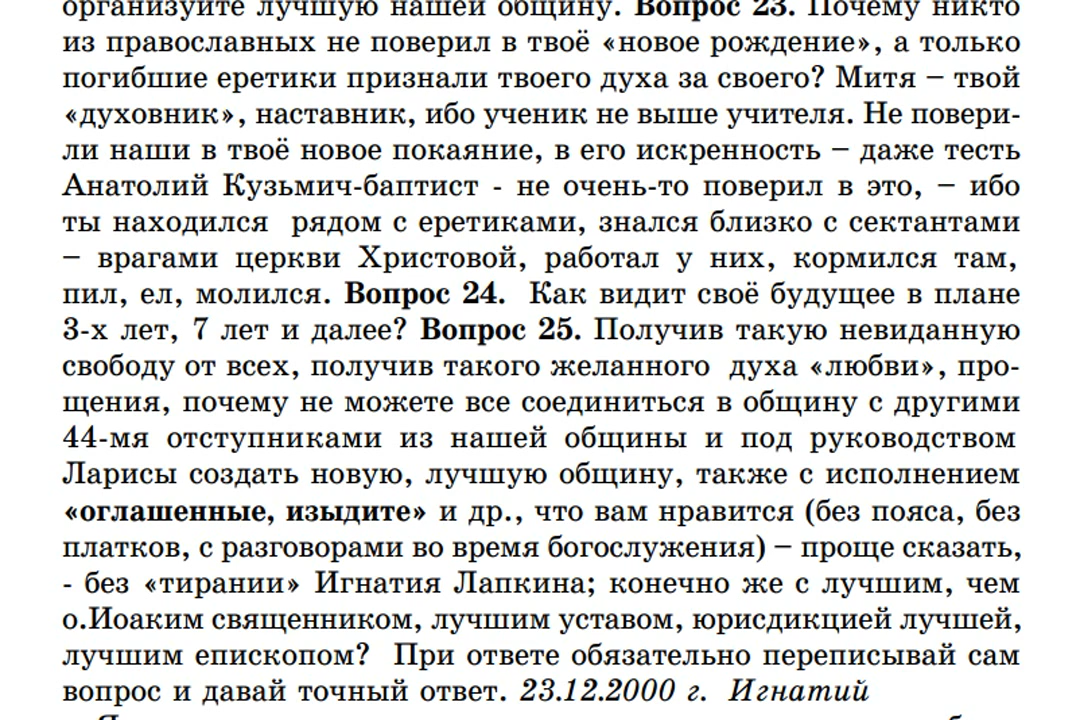 организуйте лучшую нашей общину. Вопрос 23. Почему никто
из православных не поверил в твоё «новое рождение», а только
погибшие еретики признали твоего духа за своего? Митя – твой
«духовник», наставник, ибо ученик не выше учителя. Не повери-
ли наши в твоё новое покаяние, в его искренность – даже тесть
Анатолий Кузьмич-баптист - не очень-то поверил в это, – ибо
ты находился  рядом с еретиками, знался близко с сектантами
– врагами церкви Христовой, работал у них, кормился там,
пил, ел, молился. Вопрос 24.  Как видит своё будущее в плане
3-х лет, 7 лет и далее? Вопрос 25. Получив такую невиданную
свободу от всех, получив такого желанного  духа «любви», про-
щения, почему не можете все соединиться в общину с другими
44-мя отступниками из нашей общины и под руководством
Ларисы создать новую, лучшую общину, также с исполнением
«оглашенные, изыдите» и др., что вам нравится (без пояса, без
платков, с разговорами во время богослужения) – проще сказать,
- без «тирании» Игнатия Лапкина; конечно же с лучшим, чем
о.Иоаким священником, лучшим уставом, юрисдикцией лучшей,
лучшим епископом?  При ответе обязательно переписывай сам
вопрос и давай точный ответ. 23.12.2000 г.  Игнатий